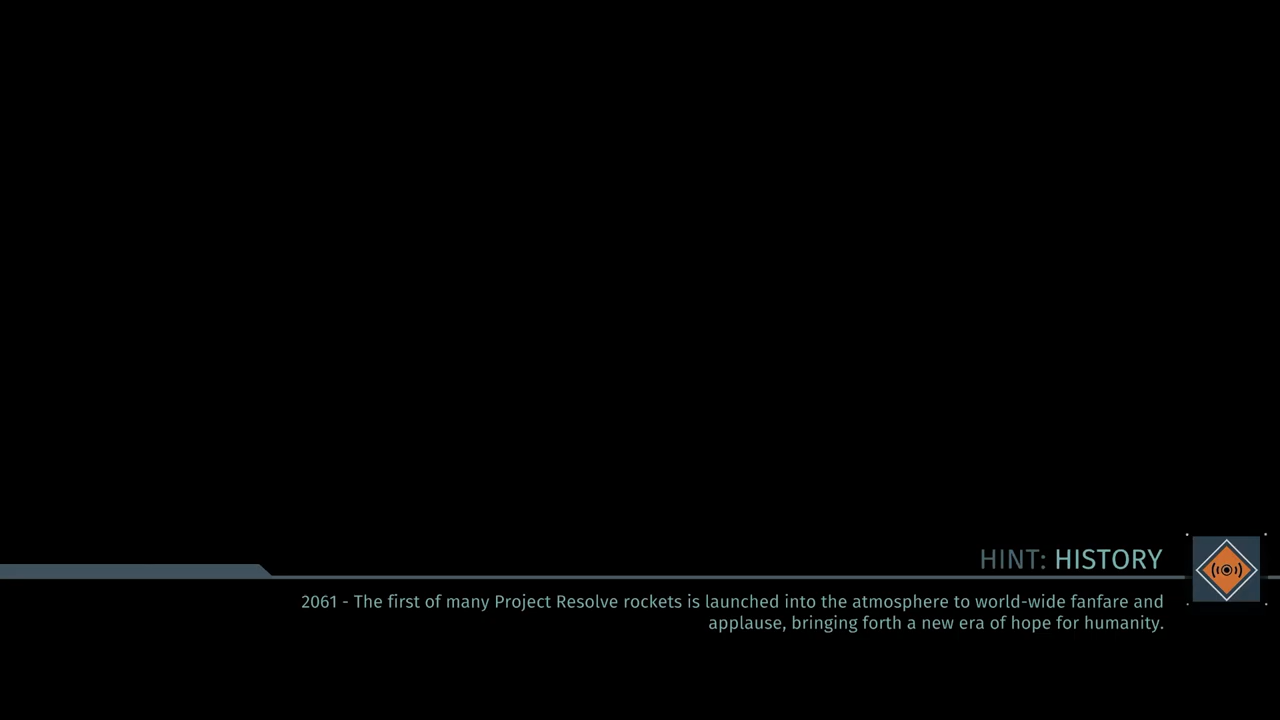 HINT: HISTORY
2061 - The first of many Project Resolve rockets is launched into the atmosphere to world-wide fanfare and
applause, bringing forth a new era of hope for humanity.